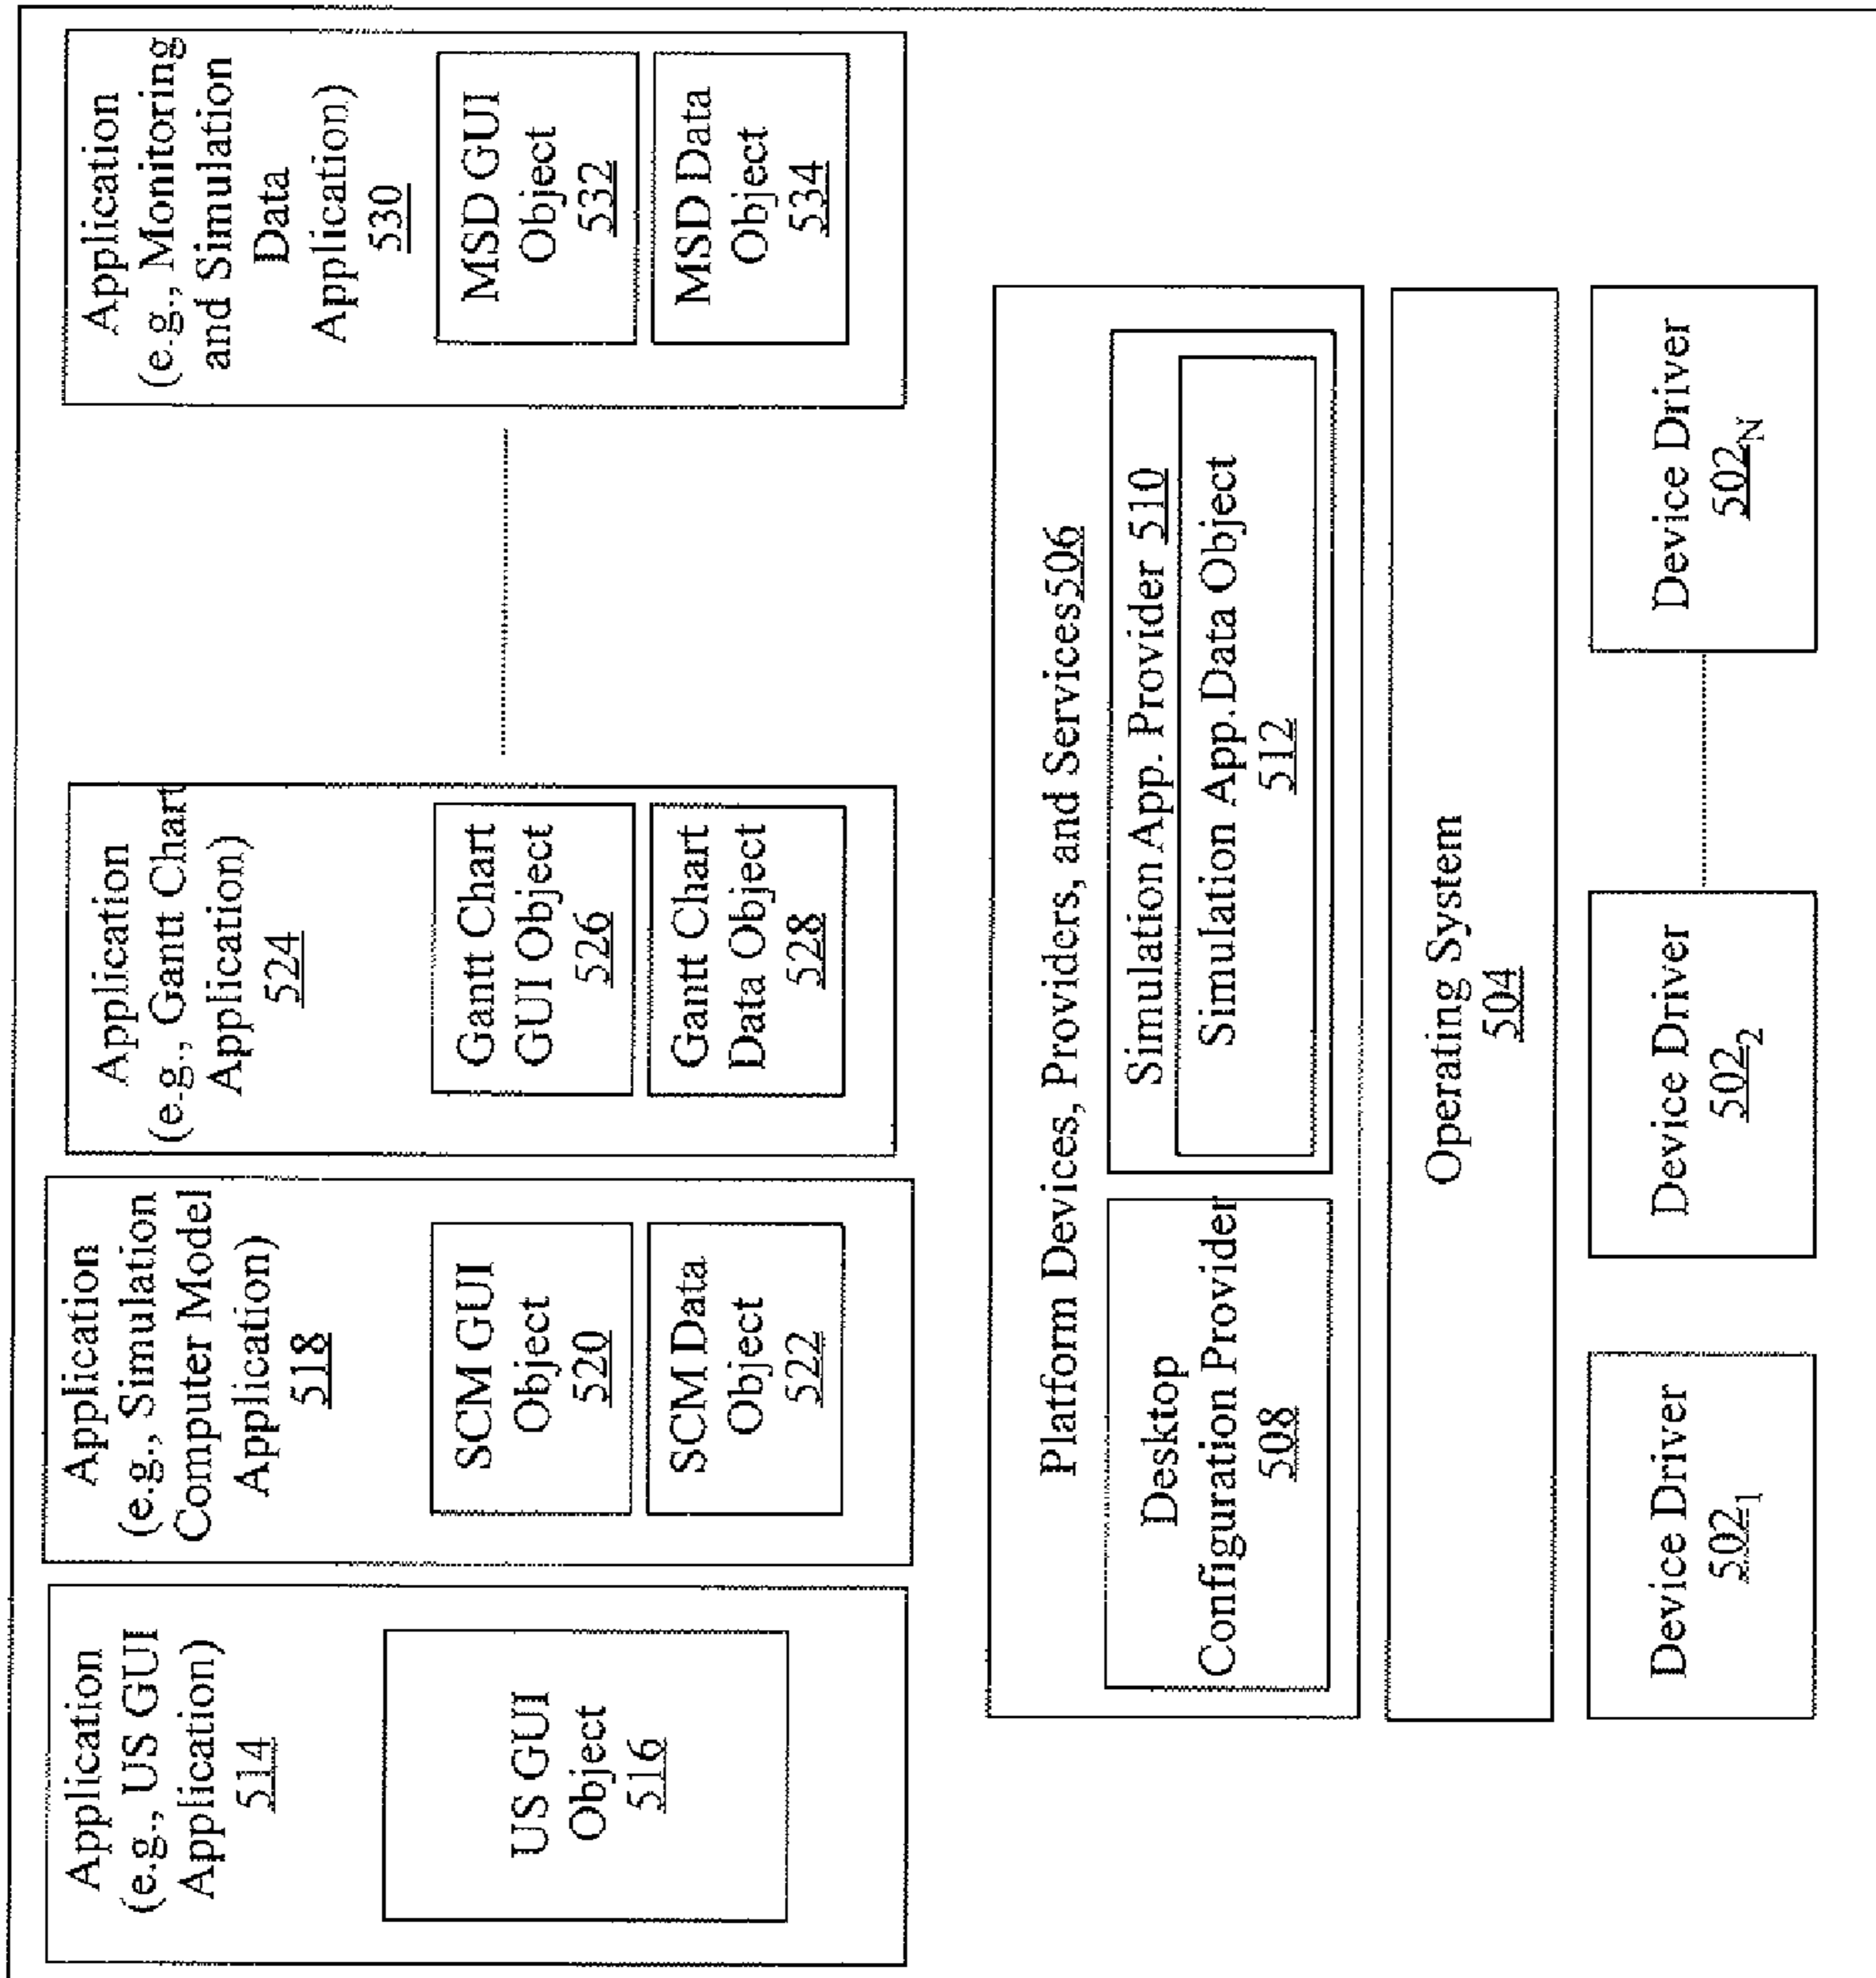 Application
(e.g., US GUI
Application)
514
US GUI
Object
516
Application
(e.g., Simulation
Computer Model
Application)
518
SCM GUI
Object
520
SCM Data
Object
522
Application
(e.g., Gantt Chart
Application)
524
Gantt Chart
GUI Object
526
Gantt Chart
Data Object
528
Application
(e.g., Monitoring
and Simulation
Data
Application)
530
MSD GUI
Object
532
MSD Data
Object
534
Platform Devices, Providers, and Services506
Desktop
Configuration Provider
508
Simulation App. Provider 510
Simulation App.Data Object
512
Operating System
504
Device Driver
502₁
Device Driver
502₂
Device Driver
502N